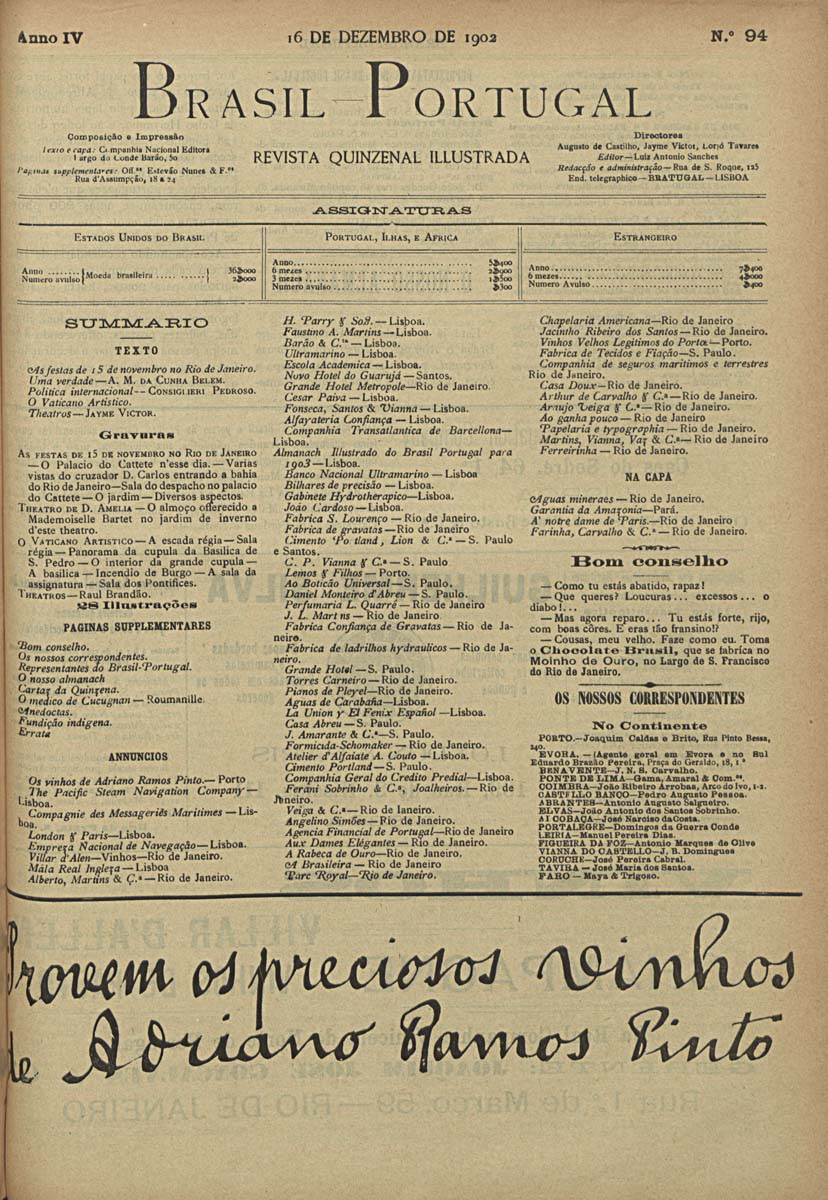 Anno IV
16 DE DEZEMBRO DE 1902
N.º 94
BRASIL-PORTUGAL
Composição e Impressão
Texto e capa: Companhia Nacional Editora
Largo do Conde Barão, 50
Paginas supplementares: Off.as Estevão Nunes & F.os
Rua d'Assumpção, 18 a 24
REVISTA QUINZENAL ILLUSTRADA
Directores
Augusto de Castilho, Jayme Victor, Lorjó Tavares
Editor—Luiz Antonio Sanches
Redacção e administração—Rua de S. Roque, 125
End. telegraphico—BRATUGAL—LISBOA
ASSIGNATURAS
ESTADOS UNIDOS DO BRASIL
Anno ........
Numero avulso
Moeda brasileira ............
36$000
2$000
PORTUGAL, ILHAS, E AFRICA
Anno........ 5$400
6 mezes ........ 2$000
3 mezes ........ 1$500
Numero avulso........ $300
ESTRANGEIRO
Anno........ 7$400
6 mezes........ 4$000
Numero Avulso........ $400
SUMMARIO
TEXTO
As festas de 15 de novembro no Rio de Janeiro.
Uma verdade—A. M. DA CUNHA BELEM.
Politica internacional—CONSIGLIERI PEDROSO.
O Vaticano Artistico.
Theatros—JAYME VICTOR.
Gravuras
AS FESTAS DE 15 DE NOVEMBRO NO RIO DE JANEIRO
—O Palacio do Cattete n'esse dia.—Varias
vistas do cruzador D. Carlos entrando a bahia
do Rio de Janeiro—Sala do despacho no palacio
do Cattete—O jardim—Diversos aspectos.
THEATRO DE D. AMELIA—O almoço offerecido a
Mademoiselle Bartet no jardim de inverno
d'este theatro.
O VATICANO ARTISTICO—A escada régia—Sala
régia—Panorama da cupula da Basilica de
S. Pedro—O interior da grande cupula—
A basilica—Incendio de Burgo—A sala da
assignatura—Sala dos Pontifices.
THEATROS—Raul Brandão.
28 Illustrações
PAGINAS SUPPLEMENTARES
Bom conselho.
Os nossos correspondentes.
Representantes do Brasil-Portugal.
O nosso almanach
Cartaz da Quinzena.
O medico de Cucugnan—Roumanille.
Anedoctas.
Fundição indigena.
Errata
ANNUNCIOS
Os vinhos de Adriano Ramos Pinto.—Porto
The Pacific Steam Navigation Company—
Lisboa.
Compagnie des Messageriés Maritimes—Lis-
boa.
London & Paris—Lisboa.
Empreza Nacional de Navegação—Lisboa.
Villar d'Alen—Vinhos—Rio de Janeiro.
Mála Real Ingleza—Lisboa
Alberto, Martins & C.a—Rio de Janeiro.
H. Parry & Son.—Lisboa.
Faustino A. Martins—Lisboa.
Barão & C.ia—Lisboa.
Ultramarino—Lisboa.
Escola Academica—Lisboa.
Novo Hotel do Guarujá—Santos.
Grande Hotel Metropole—Rio de Janeiro.
Cesar Paiva—Lisboa.
Fonseca, Santos & Vianna—Lisboa.
Alfayateria Confiança—Lisboa.
Companhia Transatlantica de Barcellona—
Lisboa.
Almanach Illustrado do Brasil Portugal para
1903—Lisboa.
Banco Nacional Ultramarino—Lisboa
Bilhares de precisão—Lisboa.
Gabinete Hydrotherapico—Lisboa.
João Cardoso—Lisboa.
Fabrica S. Lourenço—Rio de Janeiro.
Fabrica de gravatas—Rio de Janeiro
Cimento Portland, Lion & C.a—S. Paulo
e Santos.
C. P. Vianna & C.a—S. Paulo
Lemos & Filhos—Porto.
Ao Boticão Universal—S. Paulo.
Daniel Monteiro d'Abreu—S. Paulo.
Perfumaria L. Quarré—Rio de Janeiro
J. L. Martins—Rio de Janeiro
Fabrica Confiança de Gravatas—Rio de Ja-
neiro.
Fabrica de ladrilhos hydraulicos—Rio de Ja-
neiro.
Grande Hotel—S. Paulo.
Torres Carneiro—Rio de Janeiro.
Pianos de Pleyel—Rio de Janeiro.
Aguas de Carabaña—Lisboa.
La Union y El Fenix Español—Lisboa.
Casa Abreu—S. Paulo.
J. Amarante & C.a—S. Paulo.
Formicida-Schomaker—Rio de Janeiro.
Atelier d'Alfaiate A. Couto—Lisboa.
Cimento Portland—S. Paulo.
Companhia Geral do Credito Predial—Lisboa.
Ferani Sobrinho & C.a, Joalheiros.—Rio de
Janeiro.
Veiga & C.a—Rio de Janeiro.
Angelino Simões—Rio de Janeiro.
Agencia Financial de Portugal—Rio de Janeiro
Aux Dames Elégantes—Rio de Janeiro.
A Rabeca de Ouro—Rio de Janeiro.
A Brasileira—Rio de Janeiro
Parc Royal—Rio de Janeiro.
Chapelaria Americana—Rio de Janeiro
Jacintho Ribeiro dos Santos—Rio de Janeiro.
Vinhos Velhos Legitimos do Porto—Porto.
Fabrica de Tecidos e Fiação—S. Paulo.
Companhia de seguros maritimos e terrestres
Rio de Janeiro.
Casa Doux—Rio de Janeiro.
Arthur de Carvalho & C.a—Rio de Janeiro.
Araujo Veiga & C.a—Rio de Janeiro.
Ao ganha pouco—Rio de Janeiro.
Papelaria e typographia—Rio de Janeiro.
Martins, Vianna, Vaz & C.a—Rio de Janeiro
Ferreirinha—Rio de Janeiro.
NA CAPA
Aguas mineraes—Rio de Janeiro.
Garantia da Amazonia—Pará.
A' notre dame de Paris.—Rio de Janeiro
Farinha, Carvalho & C.a—Rio de Janeiro.
Bom conselho
—Como tu estás abatido, rapaz!
—Que queres? Loucuras... excessos... o
diabo!...
—Mas agora reparo... Tu estás forte, rijo,
com boas côres. E eras tão fransino!?
—Cousas, meu velho. Faze como eu. Toma
o Chocolate Brasil, que se fabrica no
Moinho de Ouro, no Largo de S. Francisco
do Rio de Janeiro.
OS NOSSOS CORRESPONDENTES
No Continente
PORTO.—Joaquim Caldas e Brito, Rua Pinto Bessa,
240.
EVORA.—(Agente geral em Evora e no Sul
Eduardo Brazão Pereira, Praça do Geraldo, 18, 1.º
BENAVENTE—J. N. S. Carvalho.
PONTE DE LIMA—Gama, Amaral & Com.ta.
COIMBRA—João Ribeiro Arrobas, Arco do Ivo, 1-2.
CASTELLO BANCO—Pedro Augusto Pessoa.
ABRANTES—Antonio Augusto Salgueiro.
ELVAS—João Antonio dos Santos Sobrinho.
ALCOBAÇA—José Narciso da Costa.
PORTALEGRE—Domingos da Guerra Conde
LEIRIA—Manuel Pereira Dias.
FIGUEIRA DA FOZ—Antonio Marques de Olive
VIANNA DO CASTELLO—J. B. Domingues
CORUCHE—José Pereira Cabral.
TAVIRA—José Maria dos Santos.
FARO—Maya & Trigoso.
Provem os preciosos vinhos
de Adriano Ramos Pinto